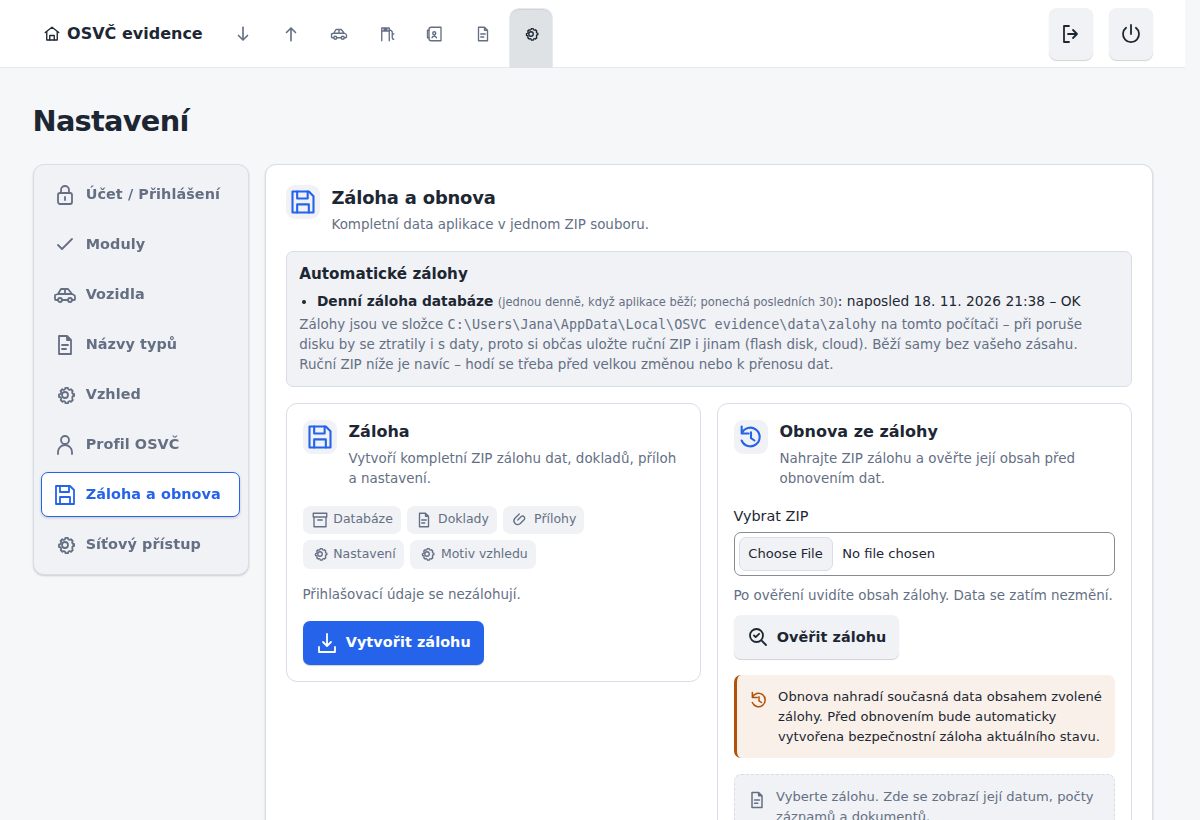 OSVČ evidence
Nastavení
Účet / Přihlášení
Moduly
Vozidla
Názvy typů
Vzhled
Profil OSVČ
Záloha a obnova
Síťový přístup
Záloha a obnova
Kompletní data aplikace v jednom ZIP souboru.
Automatické zálohy
• Denní záloha databáze (jednou denně, když aplikace běží; ponechá posledních 30): naposled 18. 11. 2026 21:38 – OK
Zálohy jsou ve složce C:\Users\Jana\AppData\Local\OSVC evidence\data\zalohy na tomto počítači – při poruše
disku by se ztratily i s daty, proto si občas uložte ruční ZIP i jinam (flash disk, cloud). Běží samy bez vašeho zásahu.
Ruční ZIP níže je navíc – hodí se třeba před velkou změnou nebo k přenosu dat.
Záloha
Vytvoří kompletní ZIP zálohu dat, dokladů, příloh
a nastavení.
Databáze Doklady Přílohy
Nastavení Motiv vzhledu
Přihlašovací údaje se nezálohují.
Vytvořit zálohu
Obnova ze zálohy
Nahrajte ZIP zálohu a ověřte její obsah před
obnovením dat.
Vybrat ZIP
Choose File No file chosen
Po ověření uvidíte obsah zálohy. Data se zatím nezmění.
Ověřit zálohu
Obnova nahradí současná data obsahem zvolené
zálohy. Před obnovením bude automaticky
vytvořena bezpečnostní záloha aktuálního stavu.
Vyberte zálohu. Zde se zobrazí její datum, počty
záznamů a dokumentů.